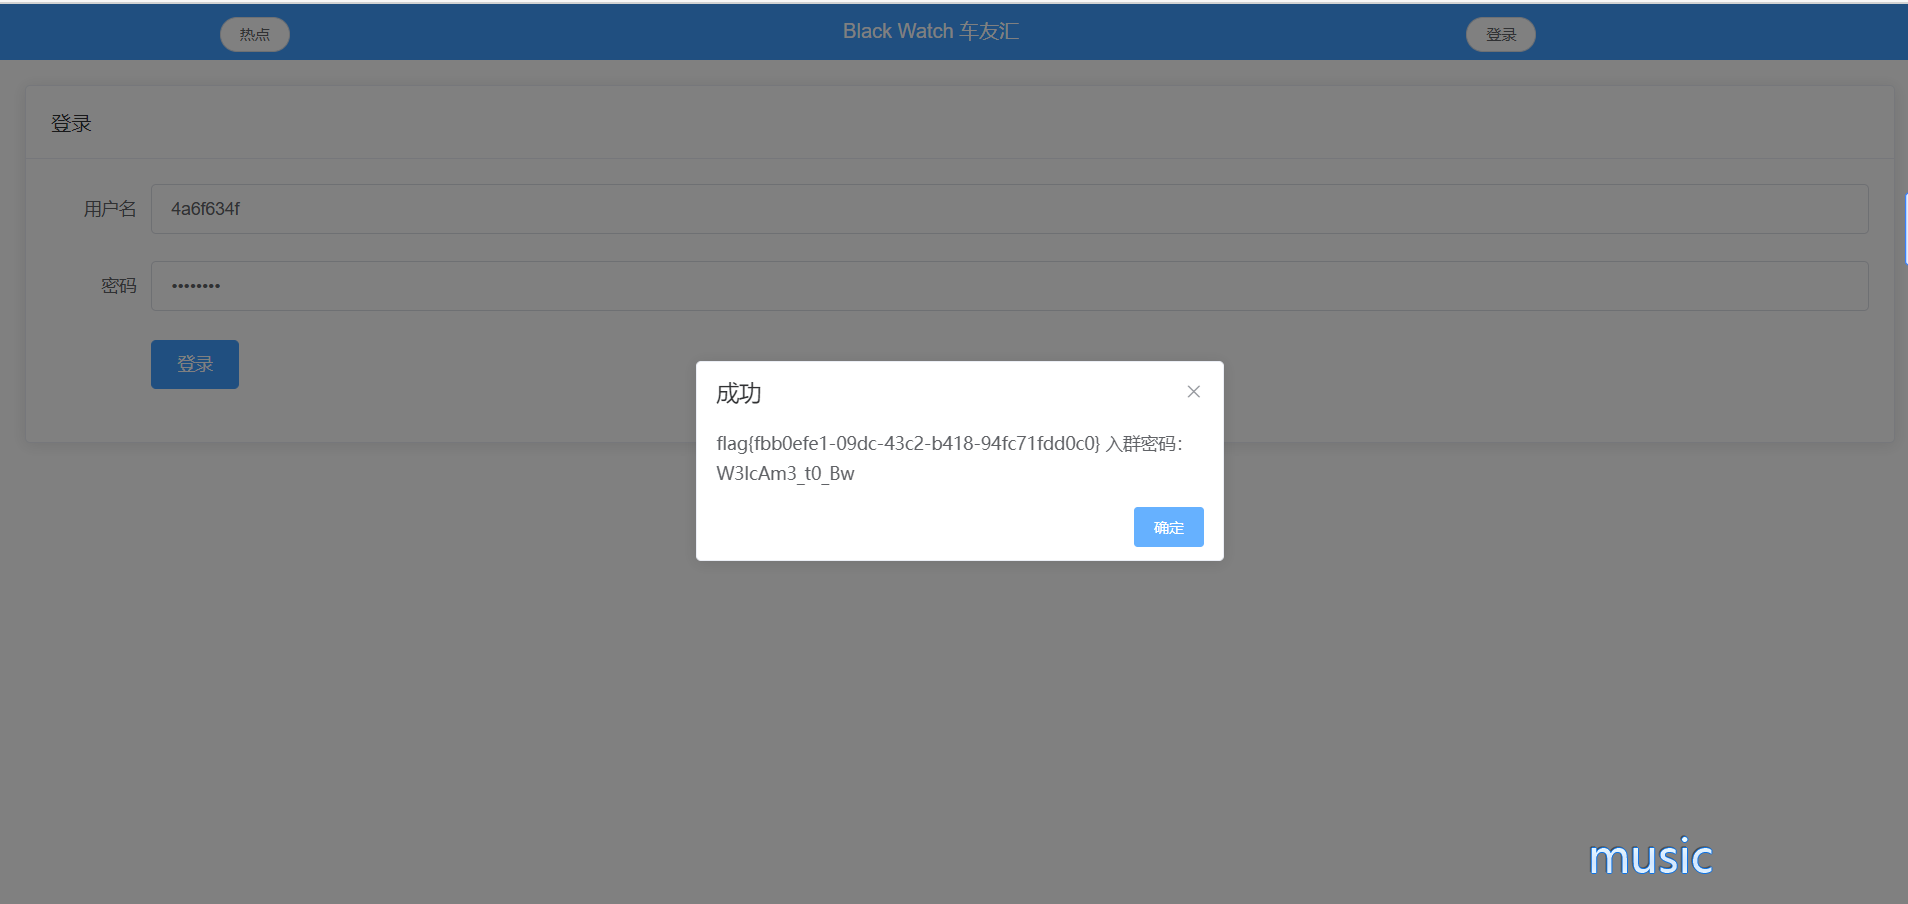 热点
Black Watch 车友汇
登录
登录
用户名
4a6f634f
密码
••••••••
登录
成功
flag{fbb0efe1-09dc-43c2-b418-94fc71fdd0c0} 入群密码：
W3lcAm3_t0_Bw
确定
music